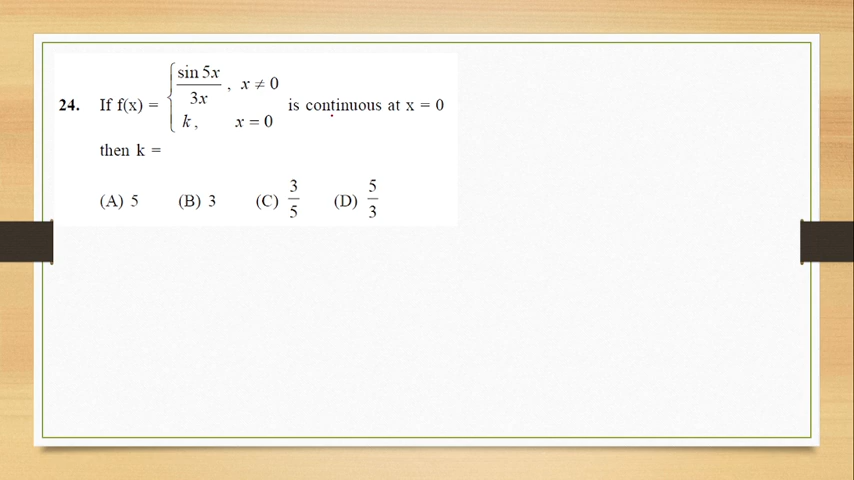 24. If f(x) = { sin 5x / 3x , x ≠ 0
k, x = 0 is continuous at x = 0
then k =
(A) 5 (B) 3 (C) 3/5 (D) 5/3